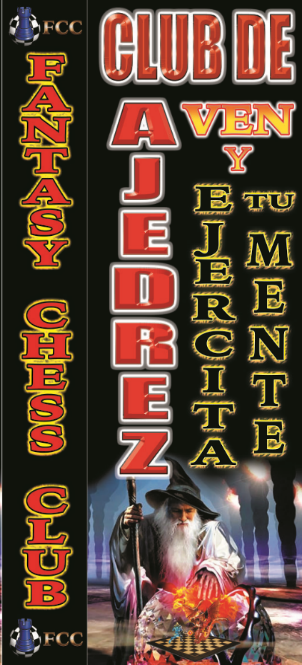 FCC
FANTASY CHESS CLUB
FCC
CLUB DE
AJEDREZ
VEN
Y
EJERCITA
TU
MENTE